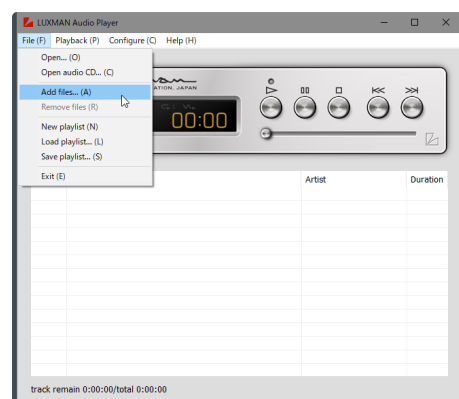 LUXMAN Audio Player
File (F) Playback (P) Configure (C) Help (H)
Open... (O)
Open audio CD... (C)
Add files... (A)
Remove files (R)
New playlist (N)
Load playlist... (L)
Save playlist... (S)
Exit (E)
ATION, JAPAN
00:00
Artist Duration
track remain 0:00:00/total 0:00:00